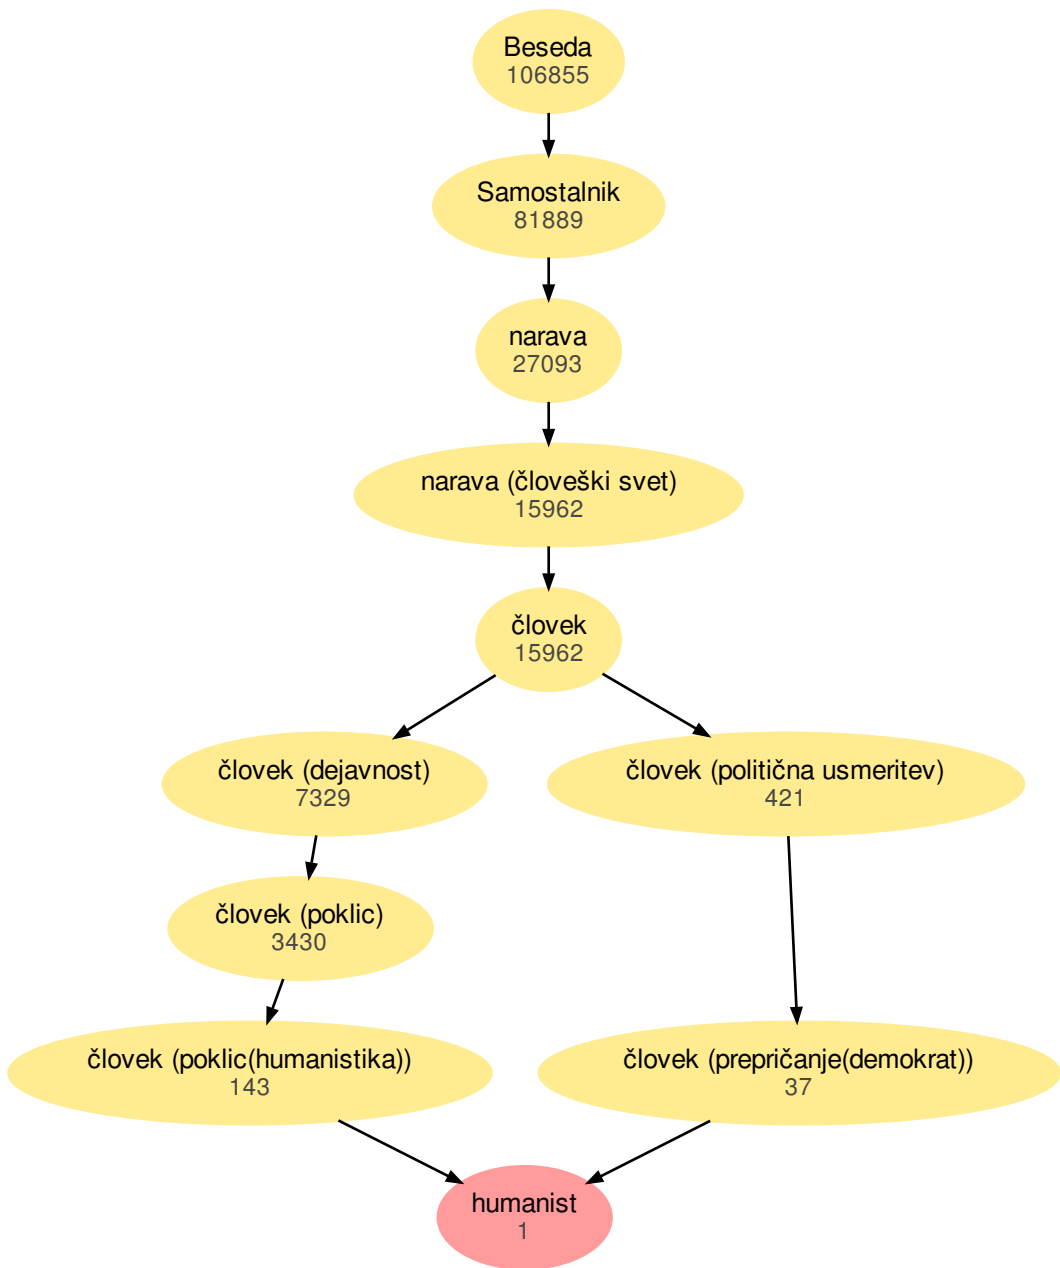 Beseda
106855
Samostalnik
81889
narava
27093
narava (človeški svet)
15962
človek
15962
človek (dejavnost)
7329
človek (politična usmeritev)
421
človek (poklic)
3430
človek (poklic(humanistika))
143
človek (prepričanje(demokrat))
37
humanist
1